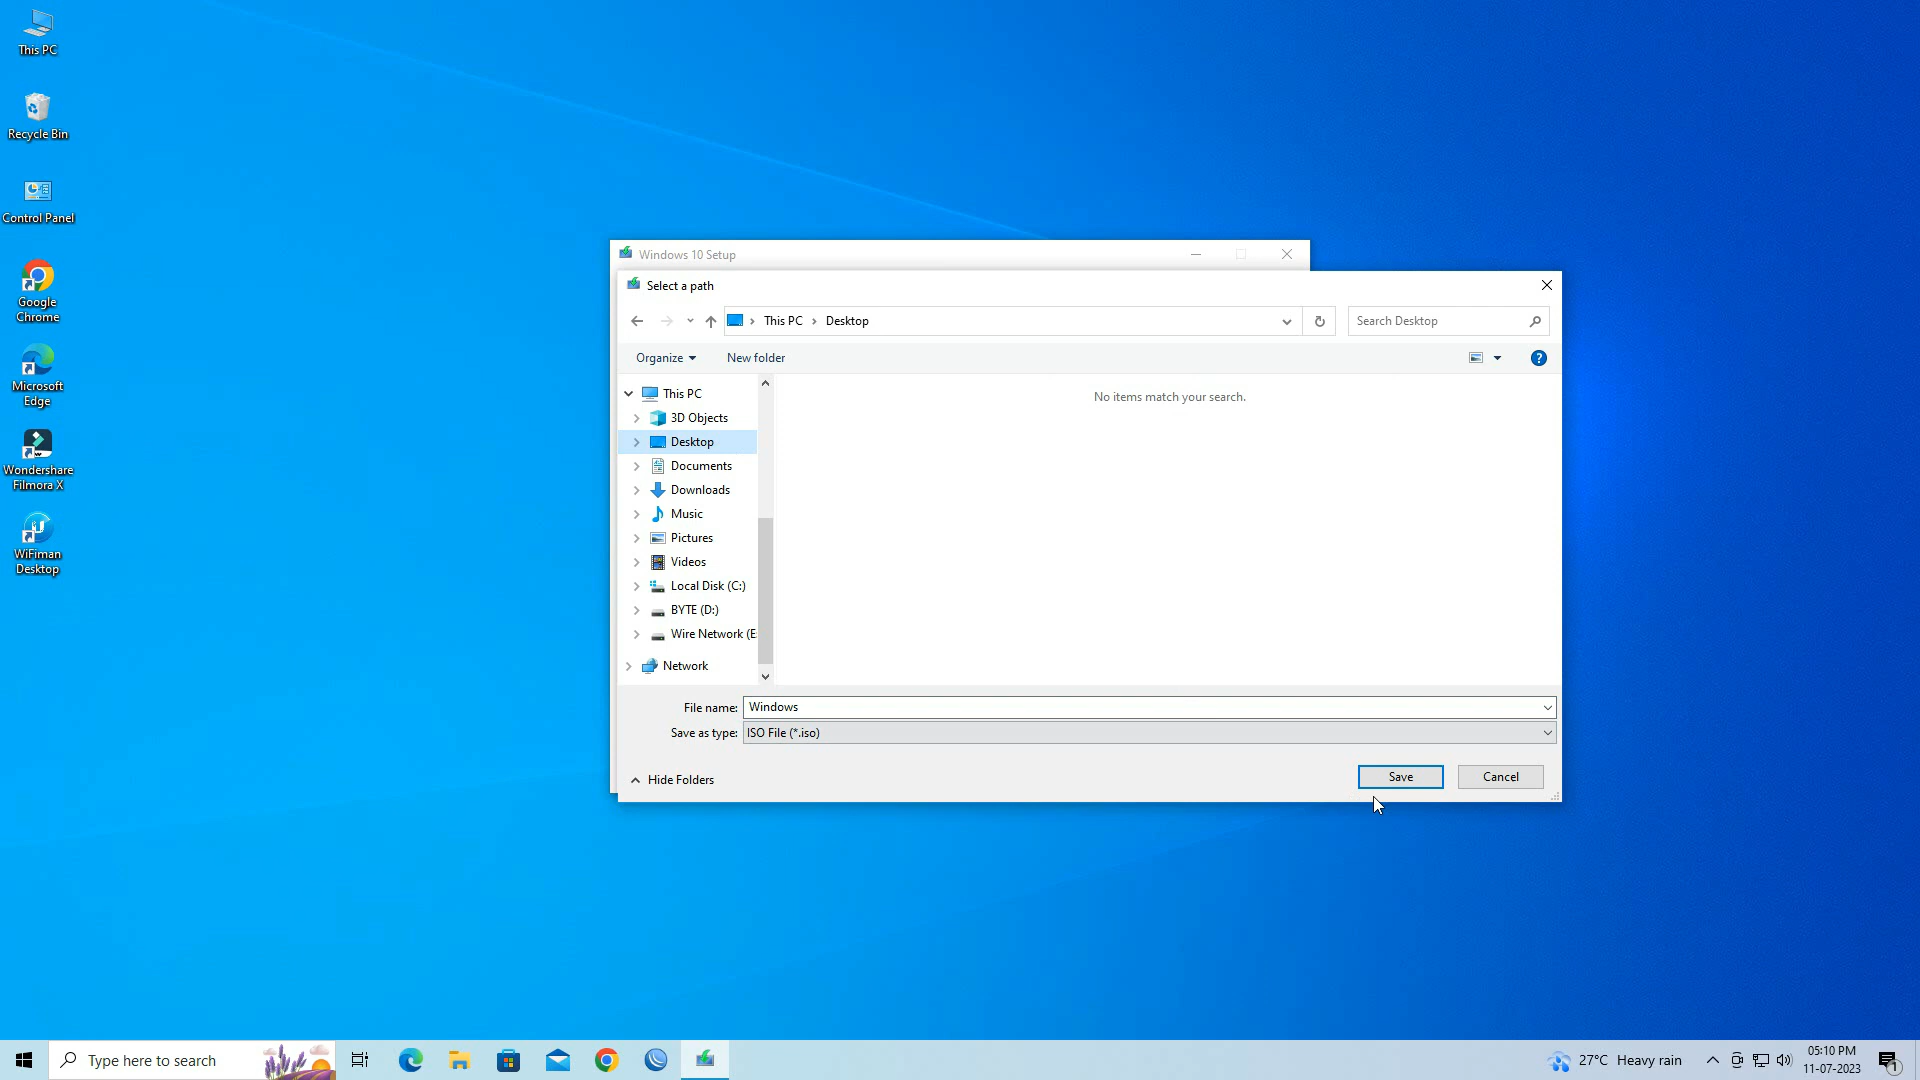 This PC
Recycle Bin
Control Panel
Google
Chrome
Microsoft
Edge
Wondershare
Filmora X
WiFiman
Desktop
Windows 10 Setup
Select a path
This PC
Desktop
Search Desktop
Organize
New folder
This PC
3D Objects
Desktop
Documents
Downloads
Music
Pictures
Videos
Local Disk (C:)
BYTE (D:)
Wire Network (E:
Network
No items match your search.
File name: Windows
Save as type: ISO File (*.iso)
Hide Folders
Save
Cancel
Type here to search
27°C Heavy rain
05:10 PM
11-07-2023
1